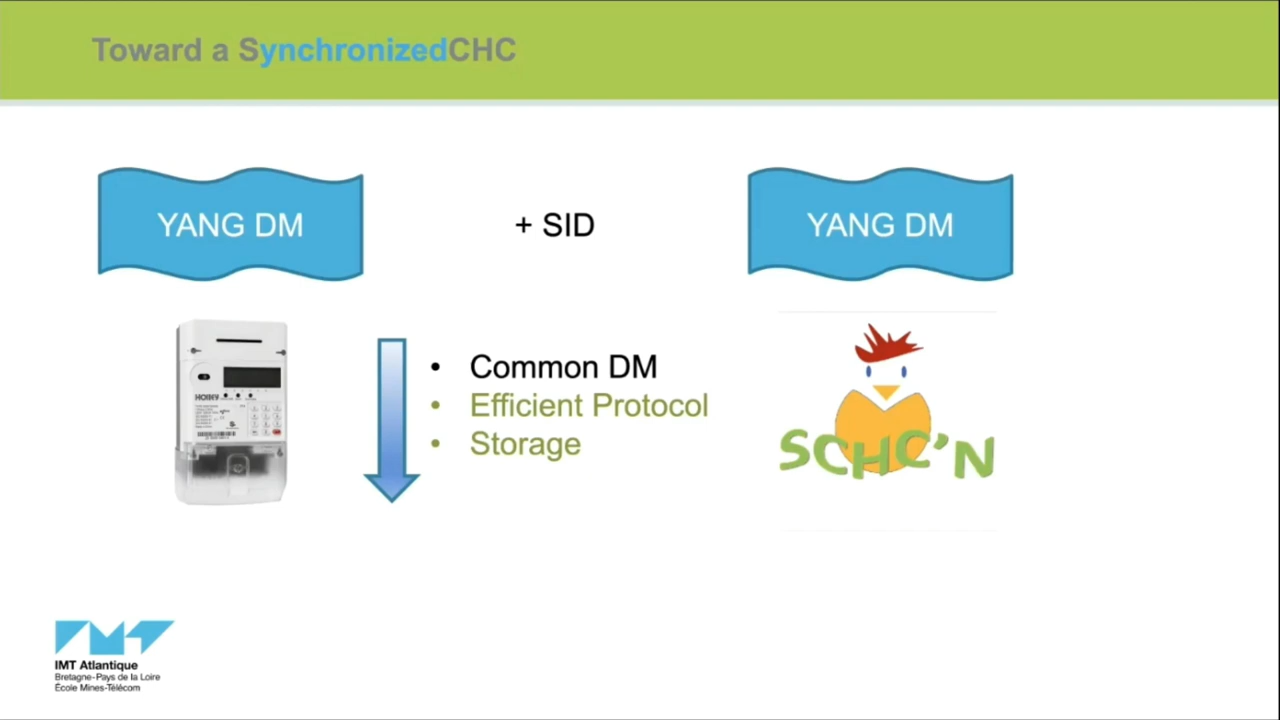 Toward a SynchronizedCHC
YANG DM
+ SID
YANG DM
• Common DM
• Efficient Protocol
• Storage
SCHC'N
IMT Atlantique
Bretagne-Pays de la Loire
École Mines-Télécom